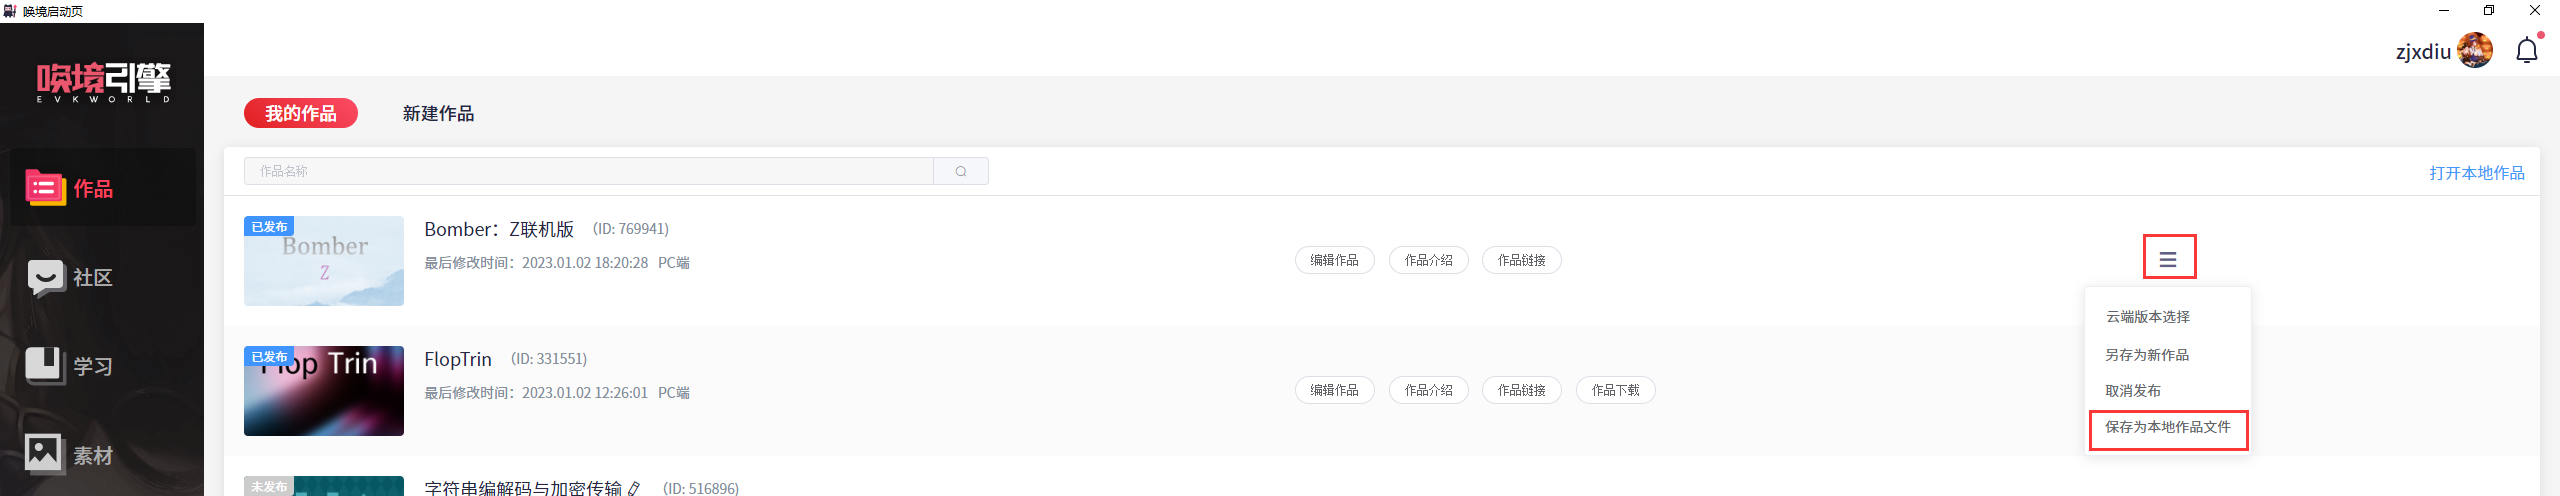 唤境启动页
唤境引擎
EVKWORLD
zjxdiu
作品
社区
学习
素材
我的作品
新建作品
作品名称
打开本地作品
已发布
Bomber
Z
Bomber：Z联机版 （ID: 769941）
最后修改时间：2023.01.02 18:20:28 PC端
编辑作品
作品介绍
作品链接
云端版本选择
另存为新作品
取消发布
保存为本地作品文件
已发布
Flop Trin
FlopTrin （ID: 331551）
最后修改时间：2023.01.02 12:26:01 PC端
编辑作品
作品介绍
作品链接
作品下载
未发布
字符串编解码与加密传输 （ID: 516896）